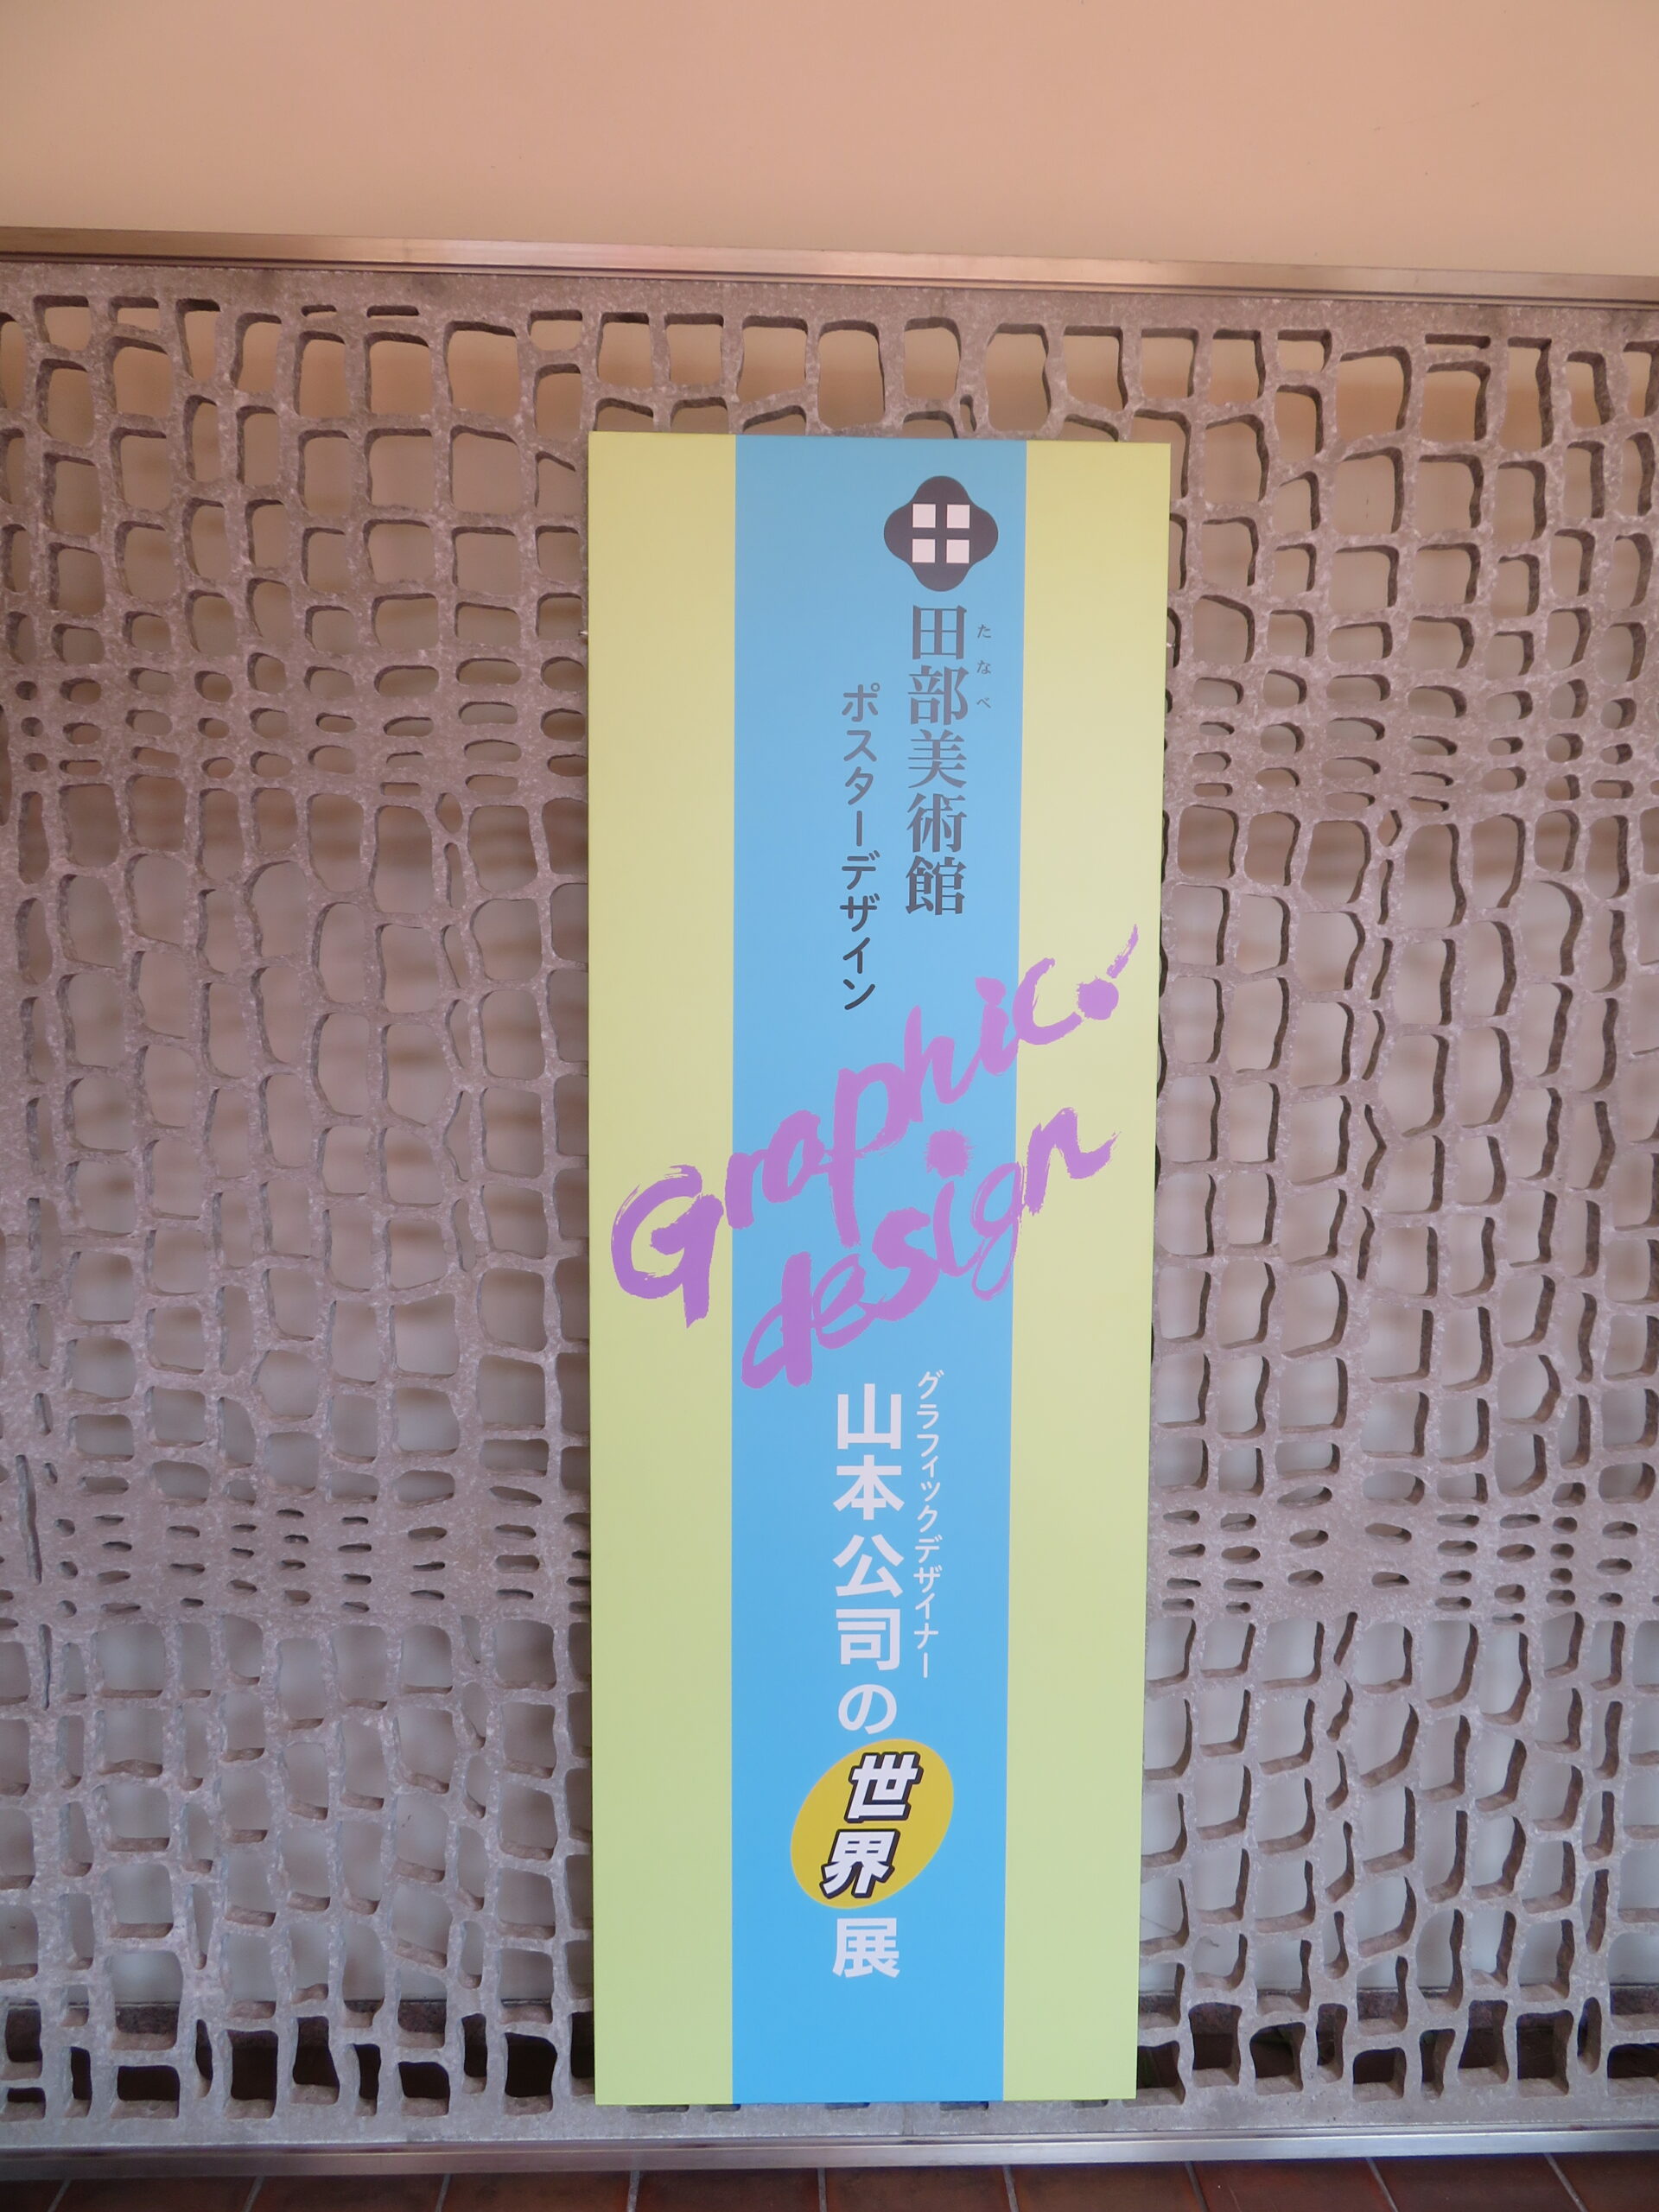 田部美術館
たなべ
ポスターデザイン
Graphic!
design
グラフィックデザイナー
山本公司の世界展